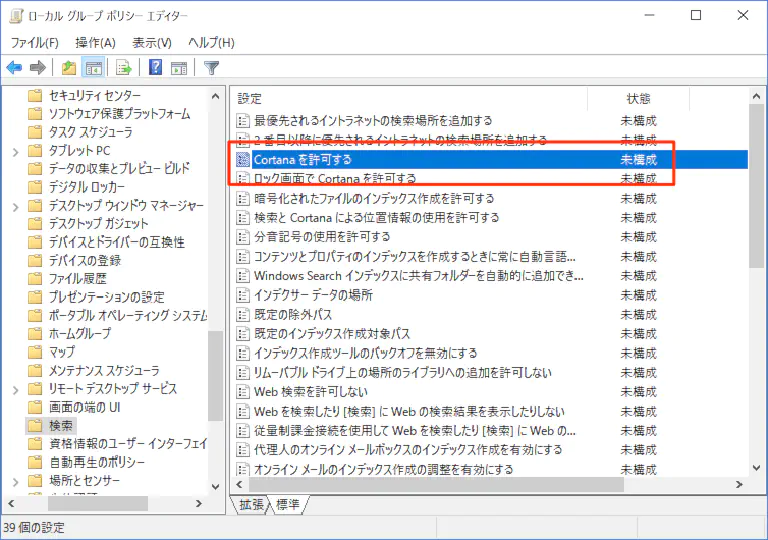 ローカル グループ ポリシー エディター
ファイル(F) 操作(A) 表示(V) ヘルプ(H)
セキュリティ センター
ソフトウェア保護プラットフォーム
タスク スケジューラ
タブレット PC
データの収集とプレビュー ビルド
デジタル ロッカー
デスクトップ ウィンドウ マネージャー
デスクトップ ガジェット
デバイスとドライバーの互換性
デバイスの登録
ファイル履歴
プレゼンテーションの設定
ポータブル オペレーティング システム
ホームグループ
マップ
メンテナンス スケジューラ
リモート デスクトップ サービス
画面の端の UI
検索
資格情報のユーザー インターフェイ
自動再生のポリシー
場所とセンサー
設定 状態
最優先されるイントラネットの検索場所を追加する 未構成
2 番目以降に優先されるイントラネットの検索場所を追加する 未構成
Cortana を許可する 未構成
ロック画面で Cortana を許可する 未構成
暗号化されたファイルのインデックス作成を許可する 未構成
検索と Cortana による位置情報の使用を許可する 未構成
分音記号の使用を許可する 未構成
コンテンツとプロパティのインデックスを作成するときに常に自動言語... 未構成
Windows Search インデックスに共有フォルダーを自動的に追加でき... 未構成
インデクサー データの場所 未構成
既定の除外パス 未構成
既定のインデックス作成対象パス 未構成
インデックス作成ツールのバックオフを無効にする 未構成
リムーバブル ドライブ上の場所のライブラリへの追加を許可しない 未構成
Web 検索を許可しない 未構成
Web を検索したり [検索] に Web の検索結果を表示したりしない 未構成
従量制課金接続を使用して Web を検索したり [検索] に Web の... 未構成
代理人のオンライン メールボックスのインデックス作成を有効にする 未構成
オンライン メールのインデックス作成の調整を有効にする 未構成
拡張 標準
39 個の設定